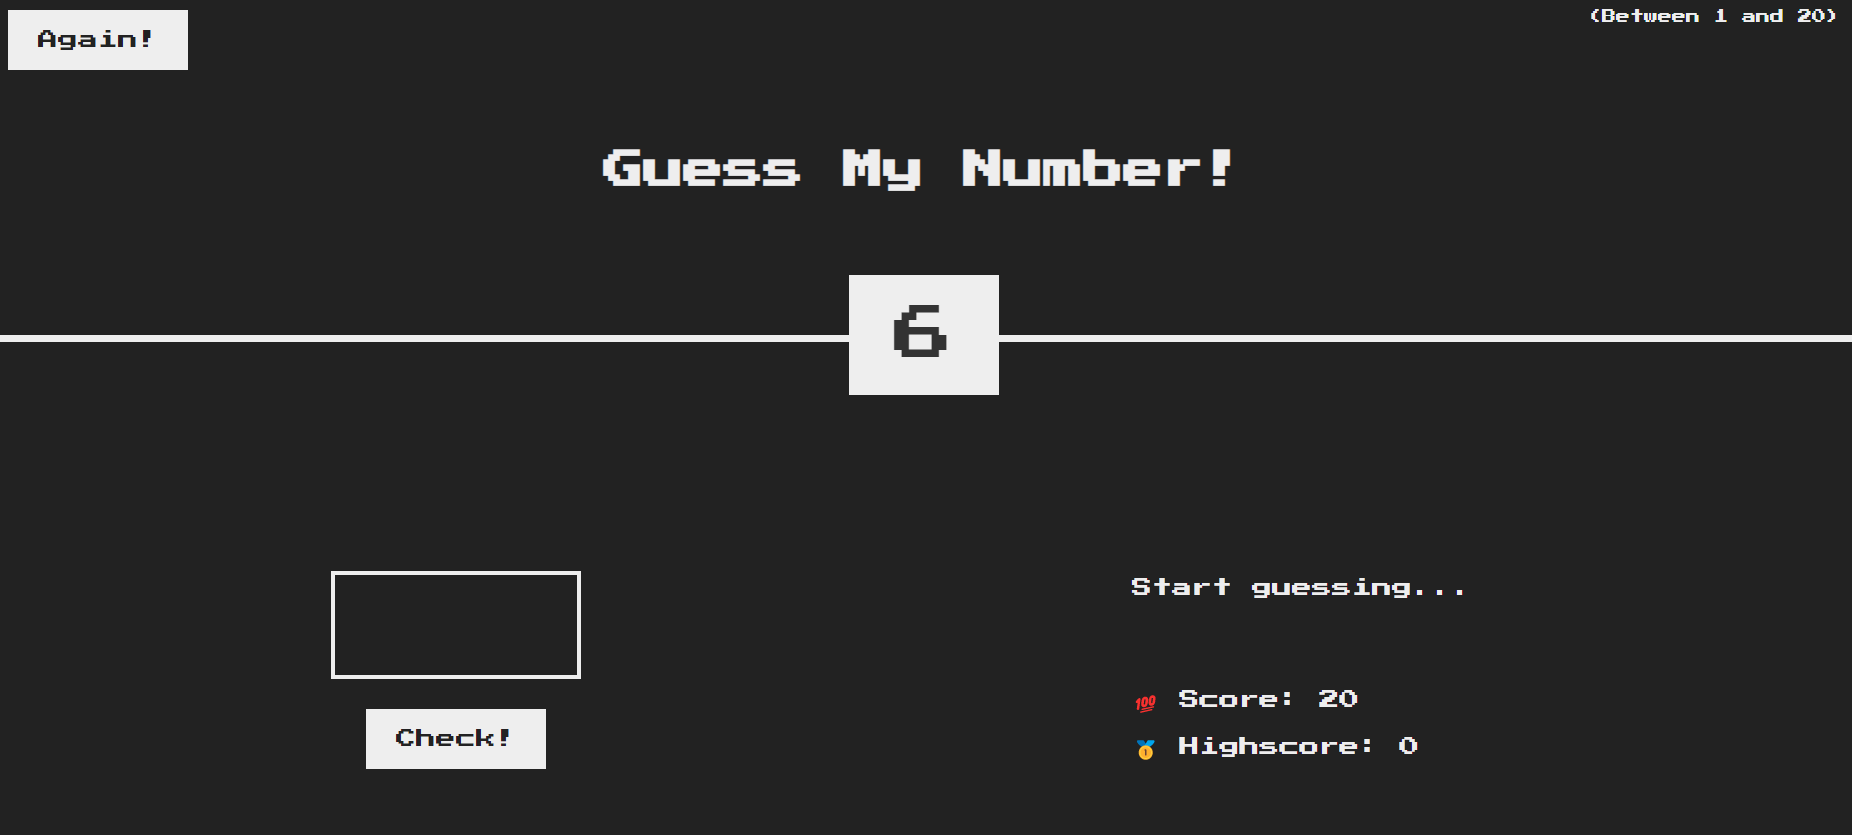 Again!
(Between 1 and 20)
Guess My Number!
6
Start guessing...
💯 Score: 20
🥇 Highscore: 0
Check!